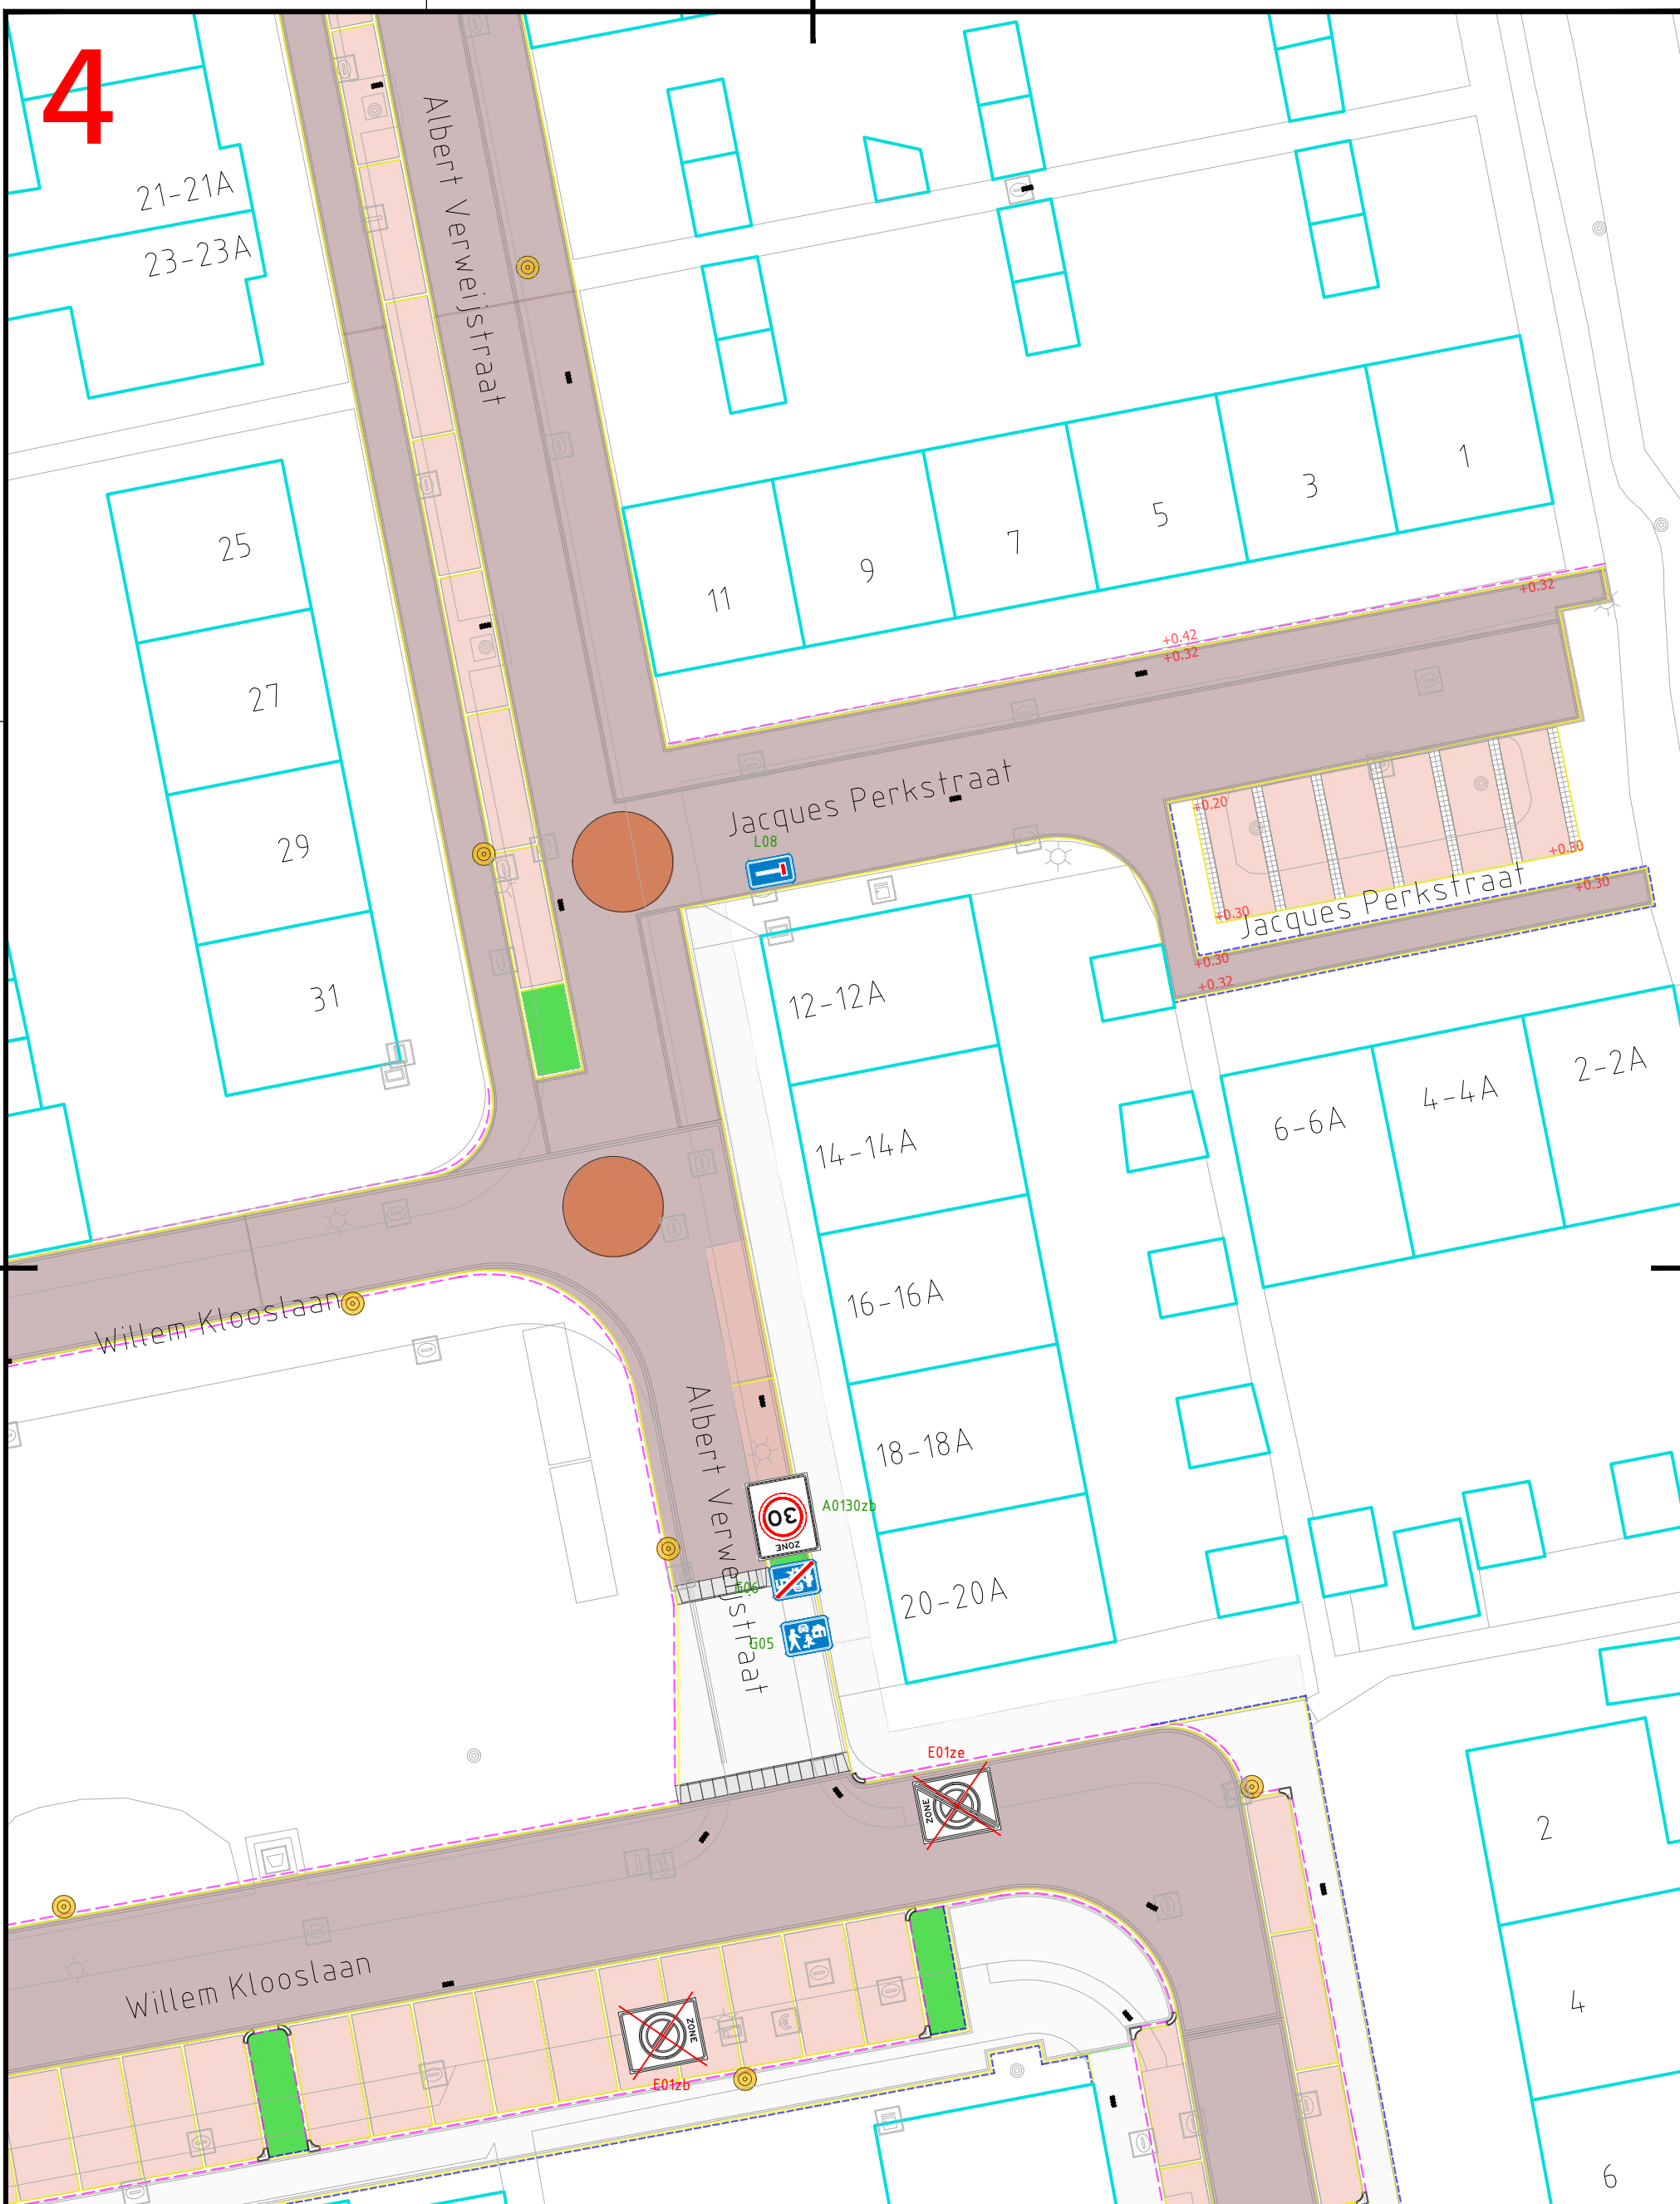 4
Albert Verweijstraat
21-21A
23-23A
25
27
29
31
11
9
7
5
3
1
+0.32
+0.42
+0.32
Jacques Perkstraat
L08
+0.20
+0.30
+0.30
Jacques Perkstraat
+0.30
+0.30
+0.32
12-12A
14-14A
16-16A
18-18A
20-20A
6-6A
4-4A
2-2A
Willem Klooslaan
Albert Verweijstraat
30
ZONE
A0130zb
G06
G05
E01ze
ZONE
2
4
6
Willem Klooslaan
ZONE
E01zb
€